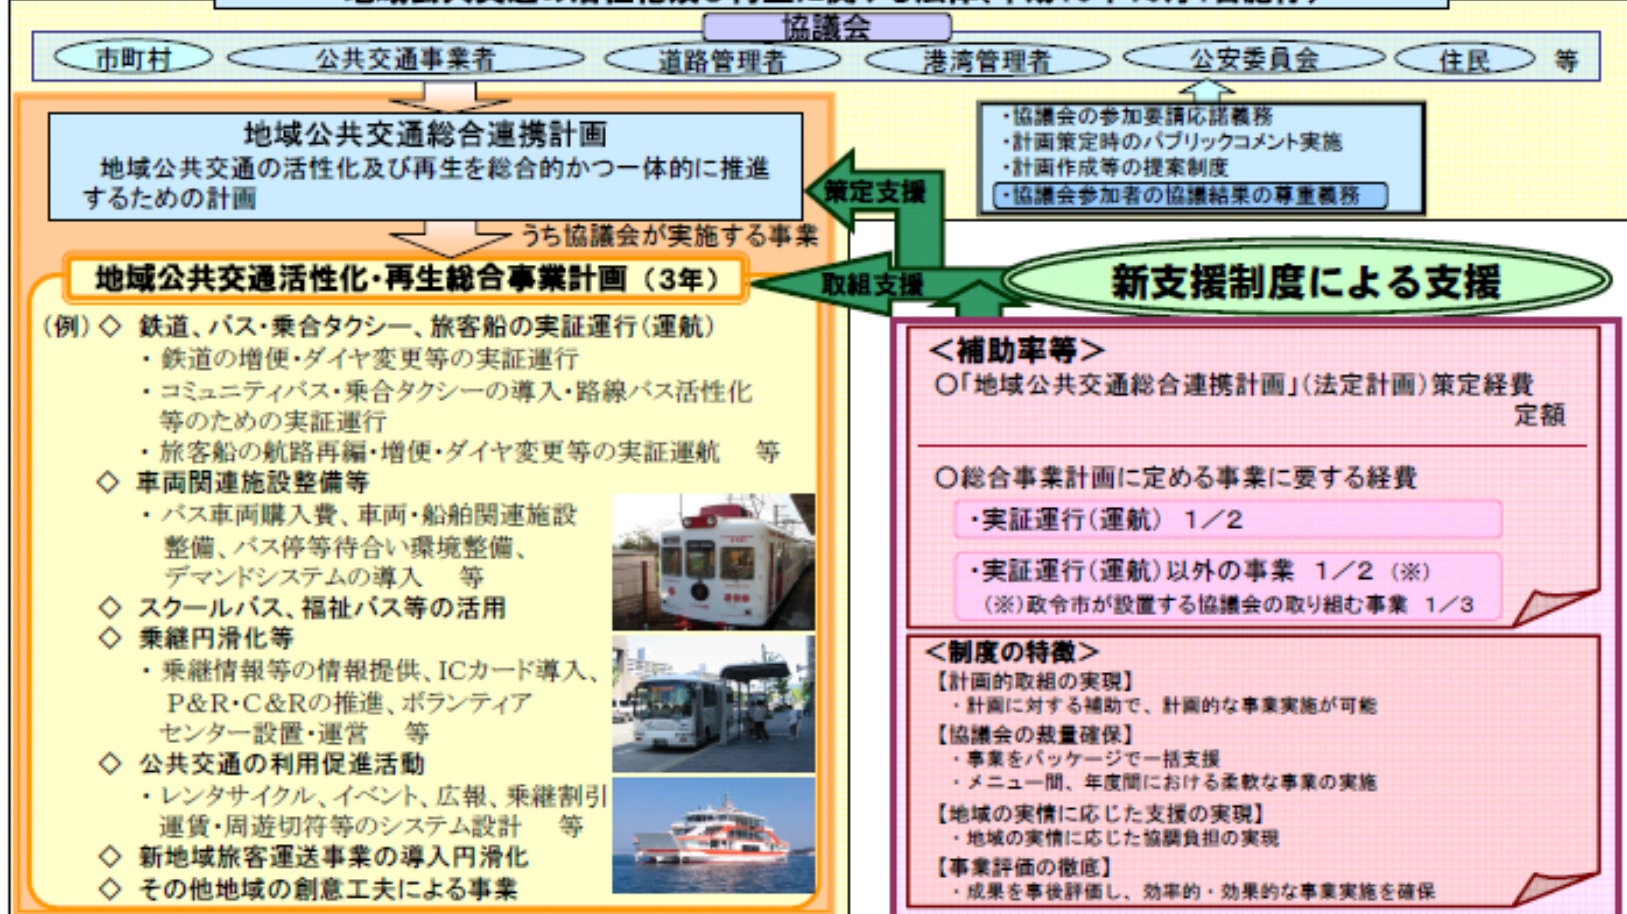 協議会
市町村 公共交通事業者 道路管理者 港湾管理者 公安委員会 住民 等
・協議会の参加要請応諾義務
・計画策定時のパブリックコメント実施
・計画作成等の提案制度
・協議会参加者の協議結果の尊重義務
地域公共交通総合連携計画
地域公共交通の活性化及び再生を総合的かつ一体的に推進
するための計画
策定支援
うち協議会が実施する事業
地域公共交通活性化・再生総合事業計画（3年）
取組支援
新支援制度による支援
（例）◇ 鉄道、バス・乗合タクシー、旅客船の実証運行（運航）
・鉄道の増便・ダイヤ変更等の実証運行
・コミュニティバス・乗合タクシーの導入・路線バス活性化
等のための実証運行
・旅客船の航路再編・増便・ダイヤ変更等の実証運航 等
◇ 車両関連施設整備等
・バス車両購入費、車両・船舶関連施設
整備、バス停等待合い環境整備、
デマンドシステムの導入 等
◇ スクールバス、福祉バス等の活用
◇ 乗継円滑化等
・乗継情報等の情報提供、ICカード導入、
P&R・C&Rの推進、ボランティア
センター設置・運営 等
◇ 公共交通の利用促進活動
・レンタサイクル、イベント、広報、乗継割引
運賃・周遊切符等のシステム設計 等
◇ 新地域旅客運送事業の導入円滑化
◇ その他地域の創意工夫による事業
＜補助率等＞
○「地域公共交通総合連携計画」（法定計画）策定経費
定額
○総合事業計画に定める事業に要する経費
・実証運行（運航） 1／2
・実証運行（運航）以外の事業 1／2（※）
（※）政令市が設置する協議会の取り組む事業 1／3
＜制度の特徴＞
【計画的取組の実現】
・計画に対する補助で、計画的な事業実施が可能
【協議会の裁量確保】
・事業をパッケージで一括支援
・メニュー間、年度間における柔軟な事業の実施
【地域の実情に応じた支援の実現】
・地域の実情に応じた協調負担の実現
【事業評価の徹底】
・成果を事後評価し、効率的・効果的な事業実施を確保